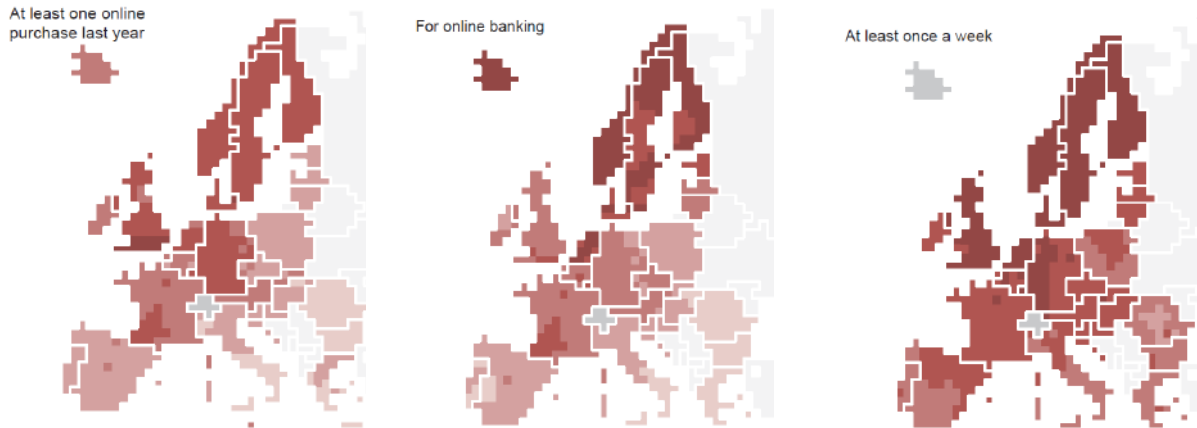 At least one online
purchase last year
For online banking
At least once a week